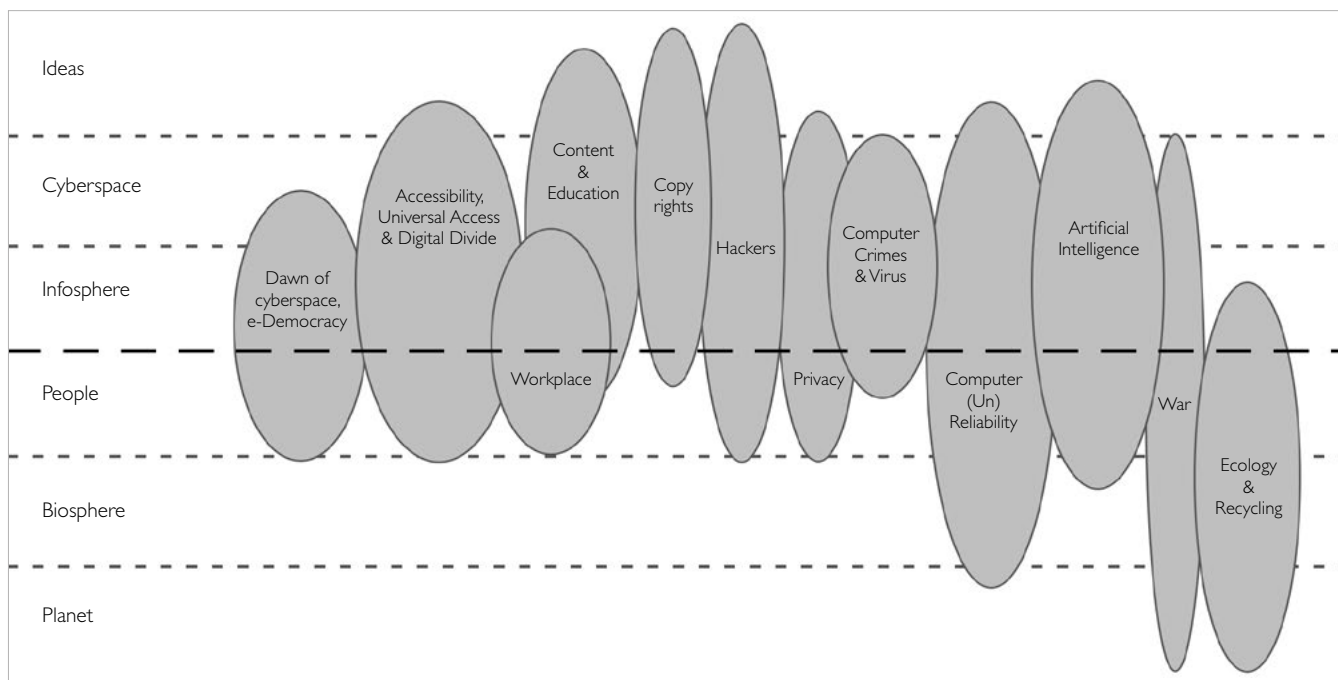 Ideas
Cyberspace
Infosphere
People
Biosphere
Planet
Dawn of
cyberspace,
e-Democracy
Accessibility,
Universal Access
& Digital Divide
Content
&
Education
Workplace
Copy
rights
Hackers
Privacy
Computer
Crimes
& Virus
Computer
(Un)
Reliability
Artificial
Intelligence
War
Ecology
&
Recycling